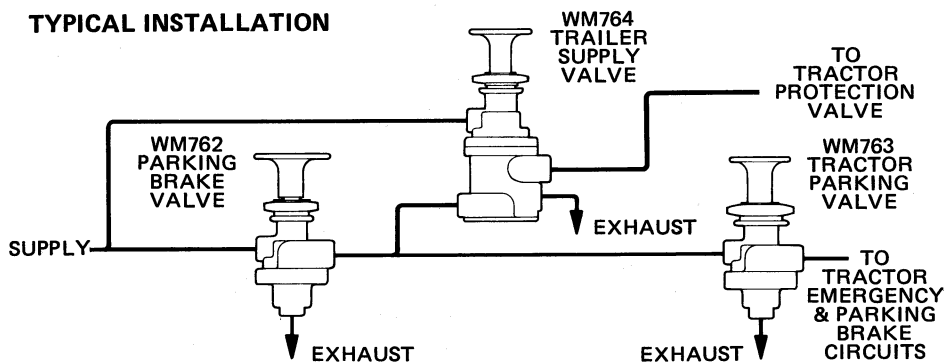 TYPICAL INSTALLATION
WM764
TRAILER
SUPPLY
VALVE
TO
TRACTOR
PROTECTION
VALVE
WM762
PARKING
BRAKE
VALVE
WM763
TRACTOR
PARKING
VALVE
EXHAUST
SUPPLY
TO
TRACTOR
EMERGENCY
& PARKING
BRAKE
CIRCUITS
EXHAUST
EXHAUST